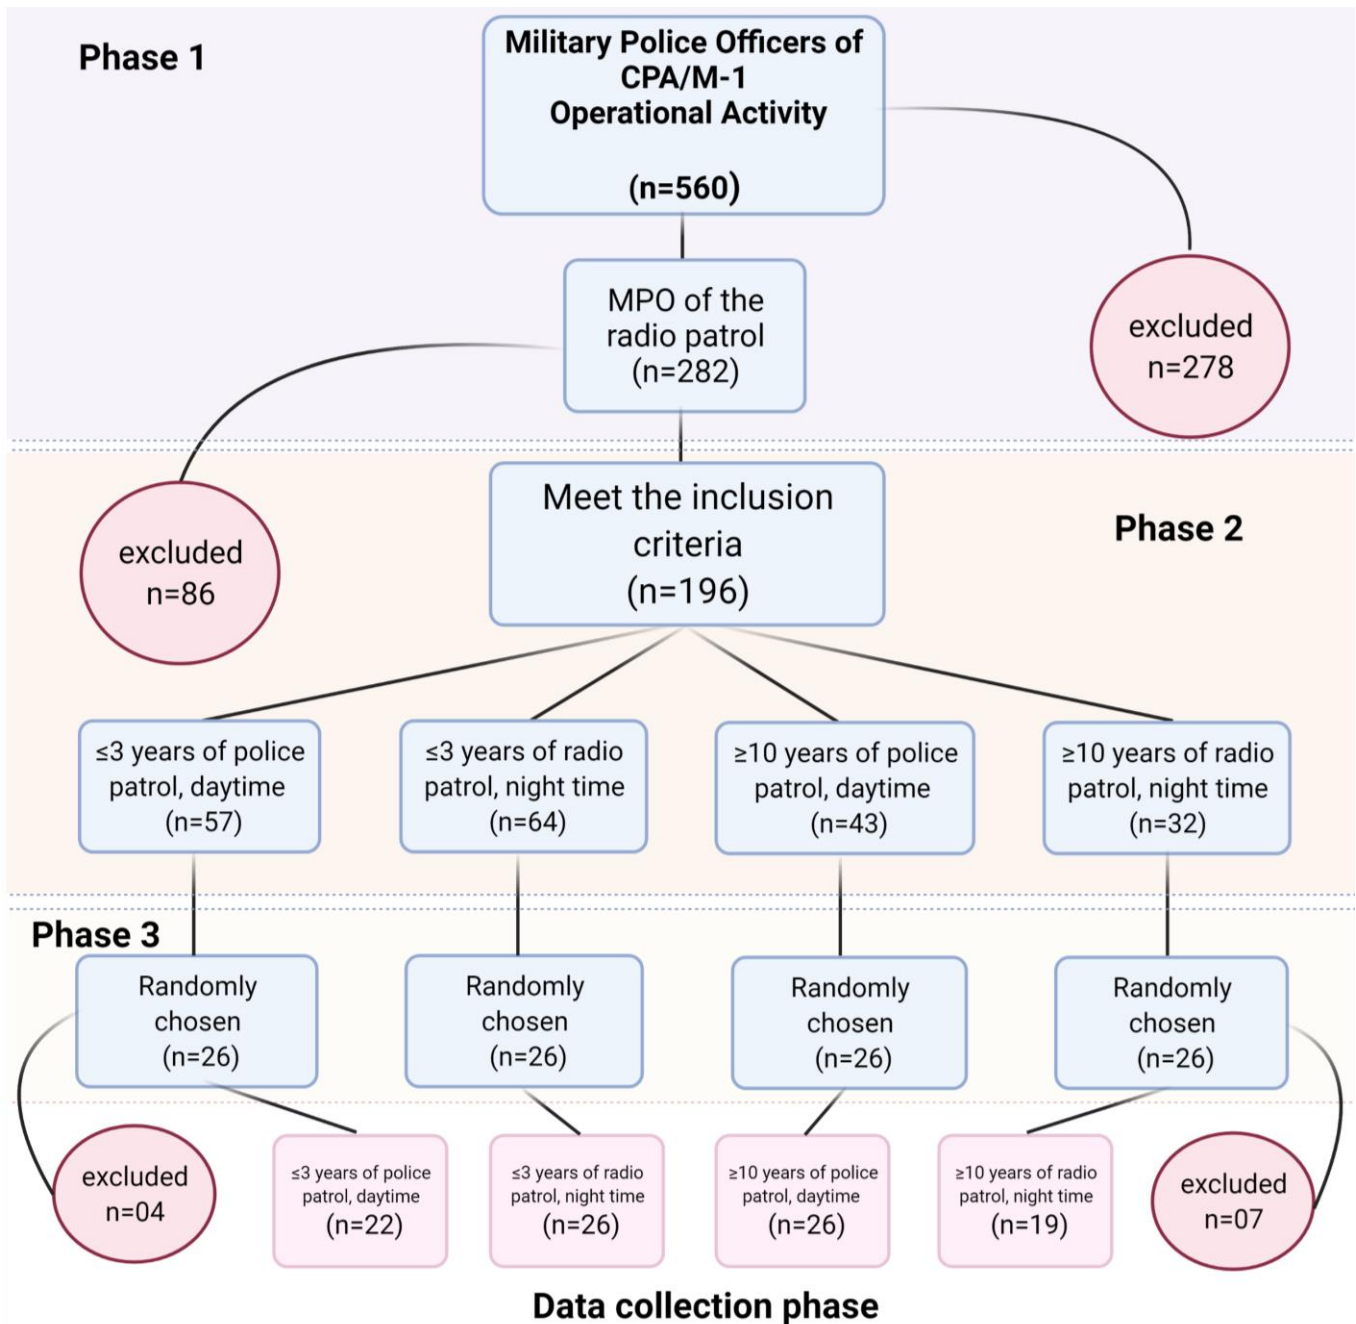 Phase 1
Military Police Officers of
CPA/M-1
Operational Activity
(n=560)
MPO of the
radio patrol
(n=282)
excluded
n=278
Meet the inclusion
criteria
(n=196)
Phase 2
excluded
n=86
≤3 years of police
patrol, daytime
(n=57)
≤3 years of radio
patrol, night time
(n=64)
≥10 years of police
patrol, daytime
(n=43)
≥10 years of radio
patrol, night time
(n=32)
Phase 3
Randomly
chosen
(n=26)
Randomly
chosen
(n=26)
Randomly
chosen
(n=26)
Randomly
chosen
(n=26)
excluded
n=04
≤3 years of police
patrol, daytime
(n=22)
≤3 years of radio
patrol, night time
(n=26)
≥10 years of police
patrol, daytime
(n=26)
≥10 years of radio
patrol, night time
(n=19)
excluded
n=07
Data collection phase